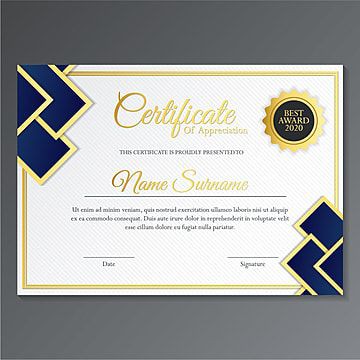 Certificate
Of Appreciation
BEST
AWARD
2020
THIS CERTIFICATE IS PROUDLY PRESENTED TO
Name Surname
Ut enim ad minim veniam, quis nostrud exercitation ullamco laboris nisi ut aliquip
ex ea commodo consequat. Duis aute irure dolor in reprehenderit in voluptate velit
esse cillum dolore eu fugiat nulla pariatur.
Date
Signature